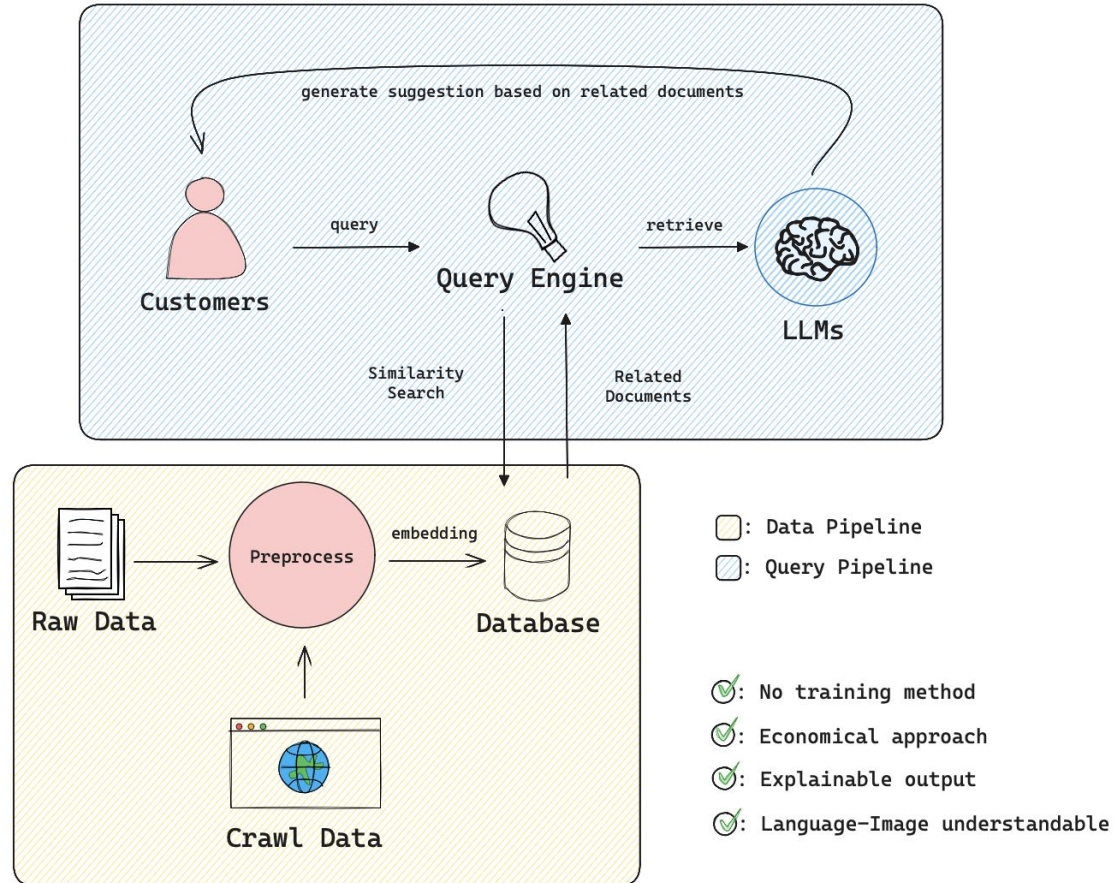 generate suggestion based on related documents
query
retrieve
Query Engine
Customers
LLMs
Similarity
Search
Related
Documents
embedding
Preprocess
Raw Data
Database
Crawl Data
: Data Pipeline
: Query Pipeline
: No training method
: Economical approach
: Explainable output
: Language-Image understandable